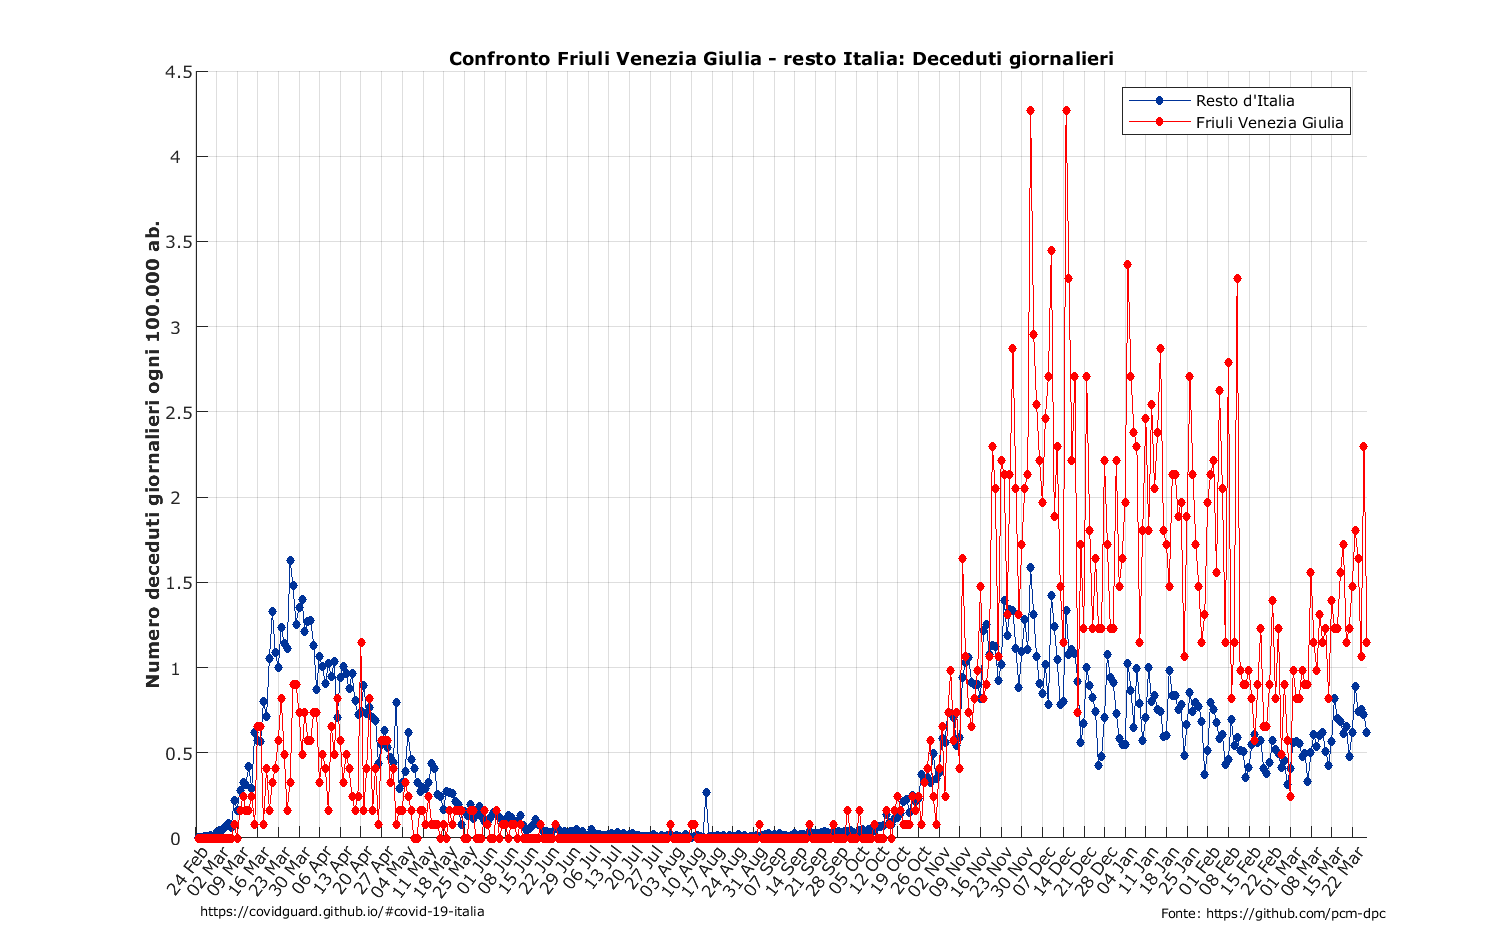 Confronto Friuli Venezia Giulia - resto Italia: Deceduti giornalieri
Resto d'Italia
Friuli Venezia Giulia
Numero deceduti giornalieri ogni 100.000 ab.
4.5
4
3.5
3
2.5
2
1.5
1
0.5
0
24 Feb
02 Mar
09 Mar
16 Mar
23 Mar
30 Mar
06 Apr
13 Apr
20 Apr
27 Apr
04 May
11 May
18 May
25 May
01 Jun
08 Jun
15 Jun
22 Jun
29 Jun
06 Jul
13 Jul
20 Jul
27 Jul
03 Aug
10 Aug
17 Aug
24 Aug
31 Aug
07 Sep
14 Sep
21 Sep
28 Sep
05 Oct
12 Oct
19 Oct
26 Oct
02 Nov
09 Nov
16 Nov
23 Nov
30 Nov
07 Dec
14 Dec
21 Dec
28 Dec
04 Jan
11 Jan
18 Jan
25 Jan
01 Feb
08 Feb
15 Feb
22 Feb
01 Mar
08 Mar
15 Mar
22 Mar
https://covidguard.github.io/#covid-19-italia
Fonte: https://github.com/pcm-dpc